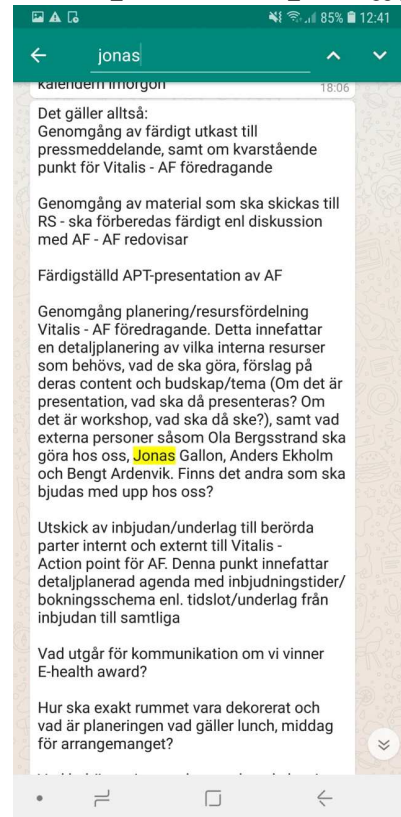 85% 12:41
jonas
kalendern imorgon
18:06
Det gäller alltså:
Genomgång av färdigt utkast till
pressmeddelande, samt om kvarstående
punkt för Vitalis - AF föredragande
Genomgång av material som ska skickas till
RS - ska förberedas färdigt enl diskussion
med AF - AF redovisar
Färdigställd APT-presentation av AF
Genomgång planering/resursfördelning
Vitalis - AF föredragande. Detta innefattar
en detaljplanering av vilka interna resurser
som behövs, vad de ska göra, förslag på
deras content och budskap/tema (Om det är
presentation, vad ska då presenteras? Om
det är workshop, vad ska då ske?), samt vad
externa personer såsom Ola Bergsstrand ska
göra hos oss, Jonas Gallon, Anders Ekholm
och Bengt Ardenvik. Finns det andra som ska
bjudas med upp hos oss?
Utskick av inbjudan/underlag till berörda
parter internt och externt till Vitalis -
Action point för AF. Denna punkt innefattar
detaljplanerad agenda med inbjudningstider/
bokningsschema enl. tidslot/underlag från
inbjudan till samtliga
Vad utgår för kommunikation om vi vinner
E-health award?
Hur ska exakt rummet vara dekorerat och
vad är planeringen vad gäller lunch, middag
för arrangemanget?